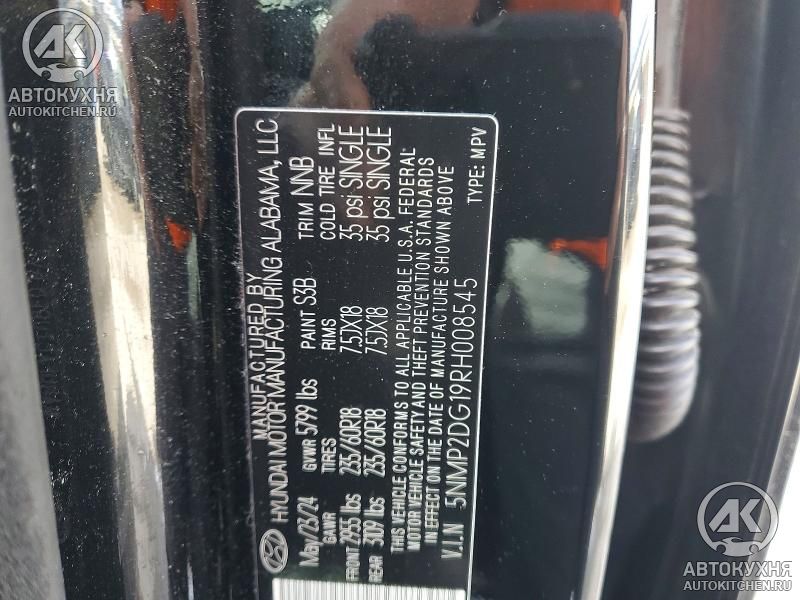 AK
АВТОКУХНЯ
AUTOKITCHEN.RU
MANUFACTURED BY
HYUNDAI MOTOR MANUFACTURING ALABAMA, LLC
May/23/24 GVWR 5799 lbs PAINT S3B TRIM NNB
GAWR TIRES RIMS COLD TIRE INFL
FRONT 2955 lbs 235/60R18 7.5JX18 35 psi SINGLE
REAR 3109 lbs 235/60R18 7.5JX18 35 psi SINGLE
THIS VEHICLE CONFORMS TO ALL APPLICABLE U.S.A. FEDERAL
MOTOR VEHICLE SAFETY AND THEFT PREVENTION STANDARDS
IN EFFECT ON THE DATE OF MANUFACTURE SHOWN ABOVE
V.I.N 5NMP2DG19RH008545 TYPE: MPV
AK
АВТОКУХНЯ
AUTOKITCHEN.RU